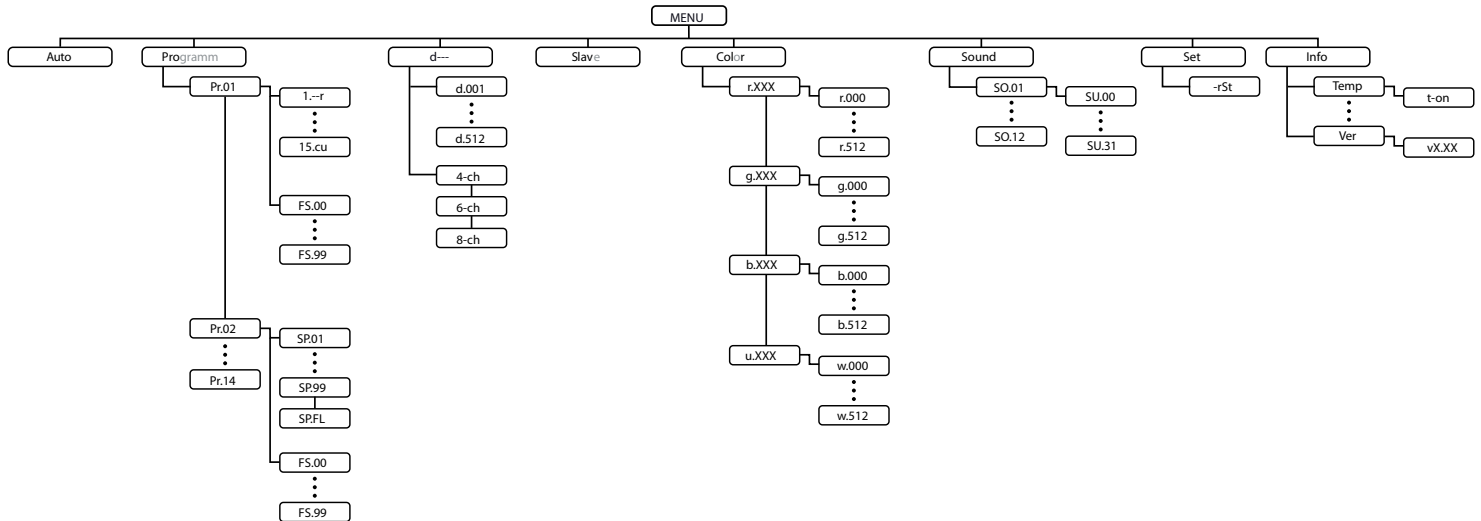 MENU
Auto
Programm
d---
Slave
Color
Sound
Set
Info
Pr.01
1.--r
15.cu
FS.00
FS.99
Pr.02
Pr.14
SP.01
SP.99
SP.FL
FS.00
FS.99
d.001
d.512
4-ch
6-ch
8-ch
r.XXX
r.000
r.512
g.XXX
g.000
g.512
b.XXX
b.000
b.512
u.XXX
w.000
w.512
SO.01
SO.12
SU.00
SU.31
-rSt
Temp
t-on
Ver
vX.XX